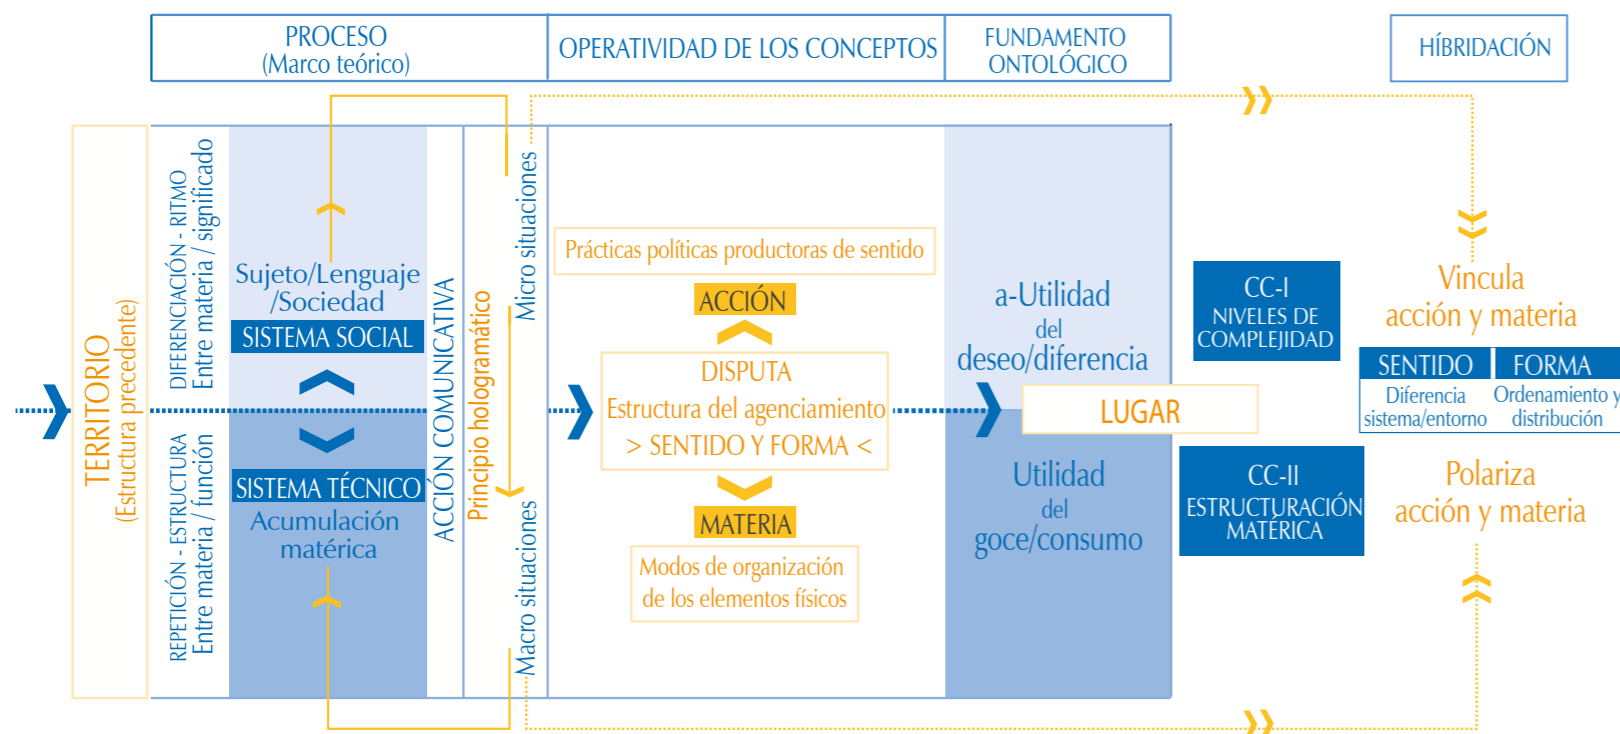 PROCESO
(Marco teórico)
OPERATIVIDAD DE LOS CONCEPTOS
FUNDAMENTO
ONTOLÓGICO
HÍBRIDACIÓN
TERRITORIO
(Estructura precedente)
DIFERENCIACIÓN - RITMO
Entre materia / significado
REPETICIÓN - ESTRUCTURA
Entre materia / función
Sujeto/Lenguaje
/Sociedad
SISTEMA SOCIAL
SISTEMA TÉCNICO
Acumulación
matérica
ACCIÓN COMUNICATIVA
Principio hologramático
Micro situaciones
Macro situaciones
Prácticas políticas productoras de sentido
ACCIÓN
DISPUTA
Estructura del agenciamiento
> SENTIDO Y FORMA <
MATERIA
Modos de organización
de los elementos físicos
a-Utilidad
del
deseo/diferencia
LUGAR
Utilidad
del
goce/consumo
CC-I
NIVELES DE
COMPLEJIDAD
CC-II
ESTRUCTURACIÓN
MATÉRICA
Vincula
acción y materia
SENTIDO
Diferencia
sistema/entorno
FORMA
Ordenamiento y
distribución
Polariza
acción y materia